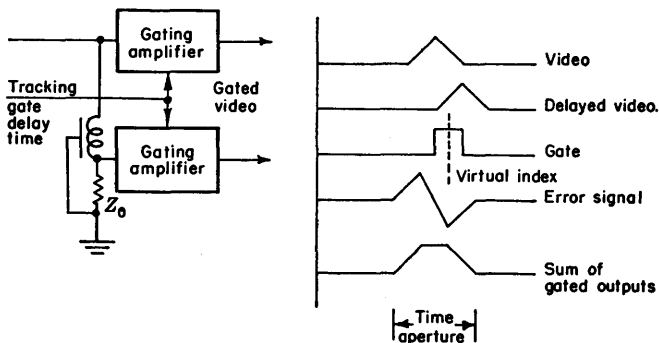 Gating
amplifier
Tracking
gate
delay
time
Gated
video
Gating
amplifier
Z0
Video
Delayed video.
Gate
Virtual index
Error signal
Sum of
gated outputs
Time
aperture